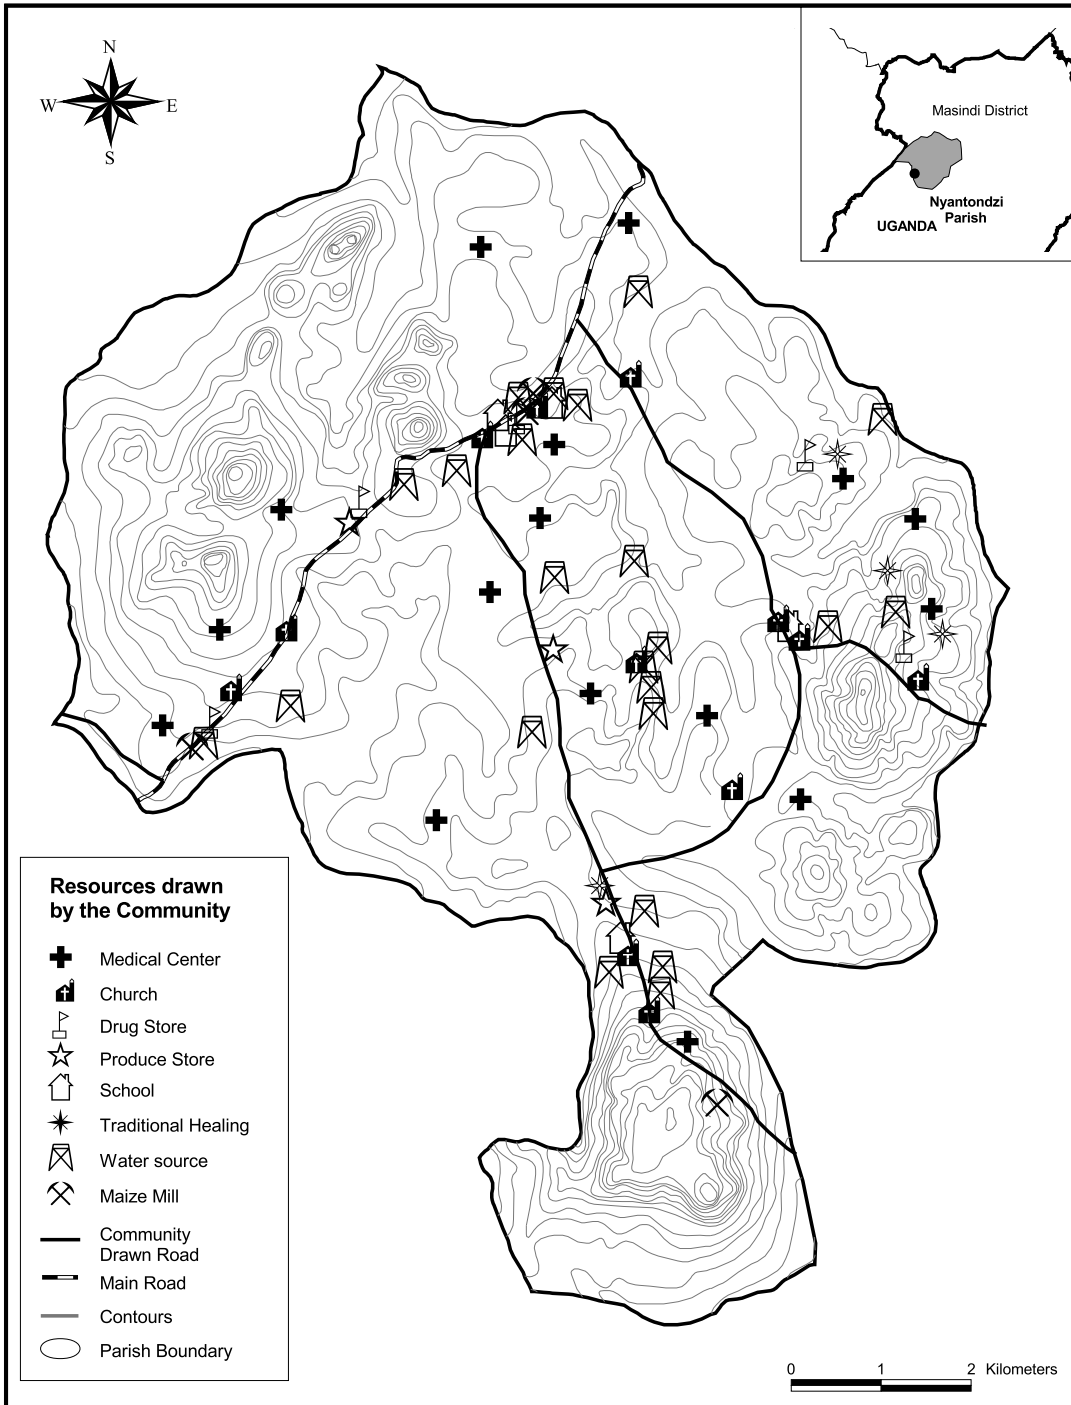 N
W
E
S
Masindi District
Nyantondzi
Parish
UGANDA
Resources drawn
by the Community
Medical Center
Church
Drug Store
Produce Store
School
Traditional Healing
Water source
Maize Mill
Community
Drawn Road
Main Road
Contours
Parish Boundary
0 1 2 Kilometers